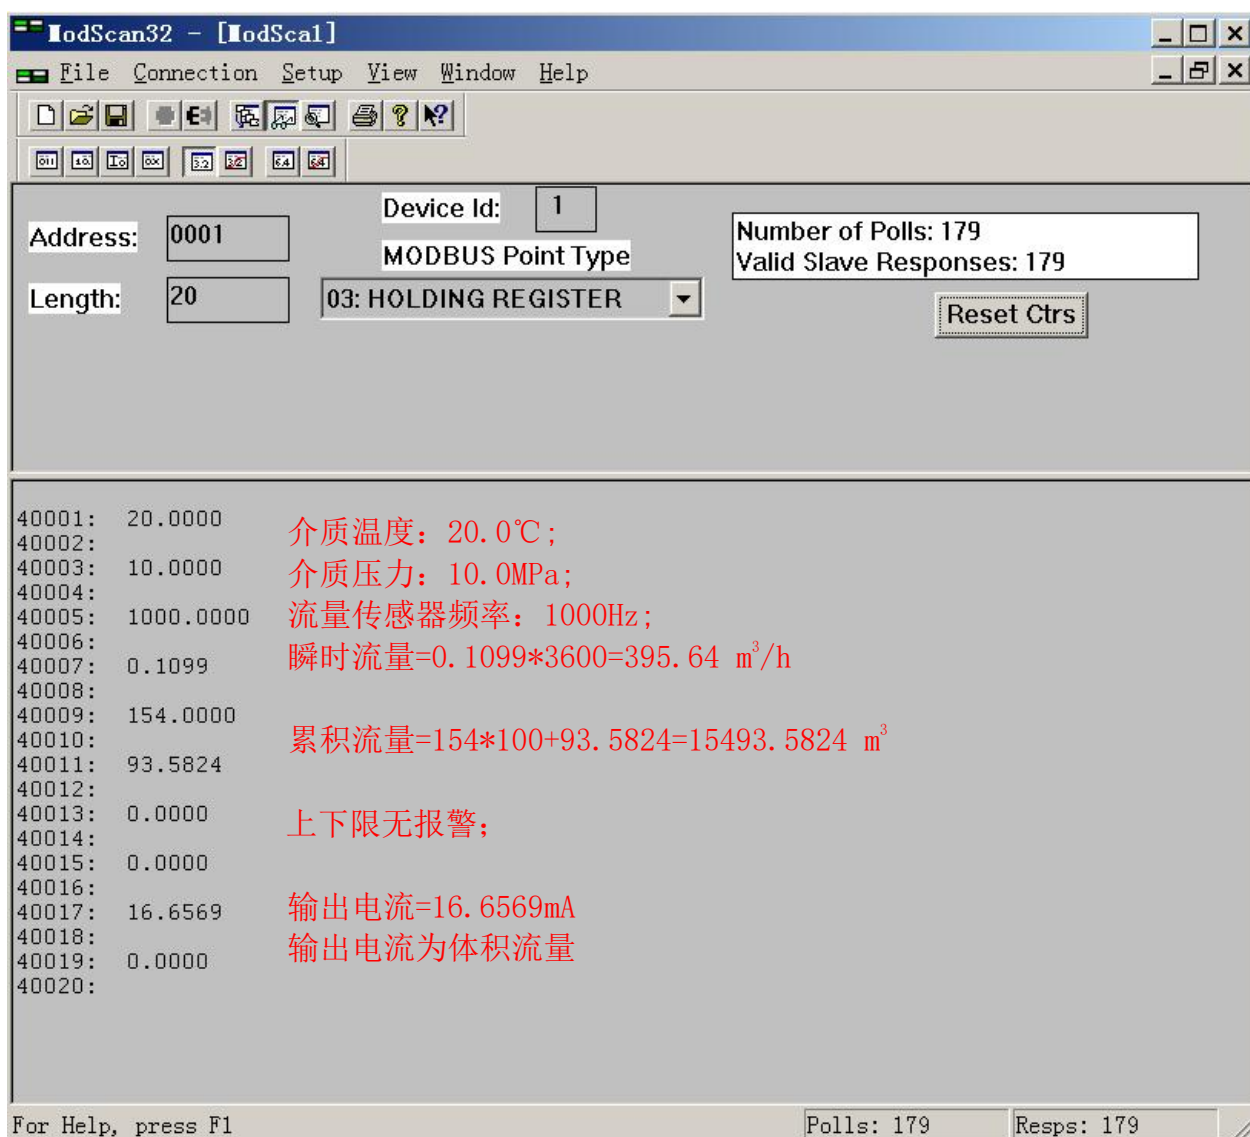 ModScan32 - [ModSca1]
File Connection Setup View Window Help
Device Id: 1
Address: 0001
MODBUS Point Type
Number of Polls: 179
Valid Slave Responses: 179
Length: 20
03: HOLDING REGISTER
Reset Ctrs
40001: 20.0000
介质温度：20.0℃;
40002:
40003: 10.0000
介质压力：10.0MPa;
40004:
40005: 1000.0000
流量传感器频率：1000Hz;
40006:
40007: 0.1099
瞬时流量=0.1099*3600=395.64 m³/h
40008:
40009: 154.0000
40010:
累积流量=154*100+93.5824=15493.5824 m³
40011: 93.5824
40012:
40013: 0.0000
上下限无报警;
40014:
40015: 0.0000
40016:
40017: 16.6569
输出电流=16.6569mA
40018:
输出电流为体积流量
40019: 0.0000
40020:
For Help, press F1
Polls: 179
Resps: 179